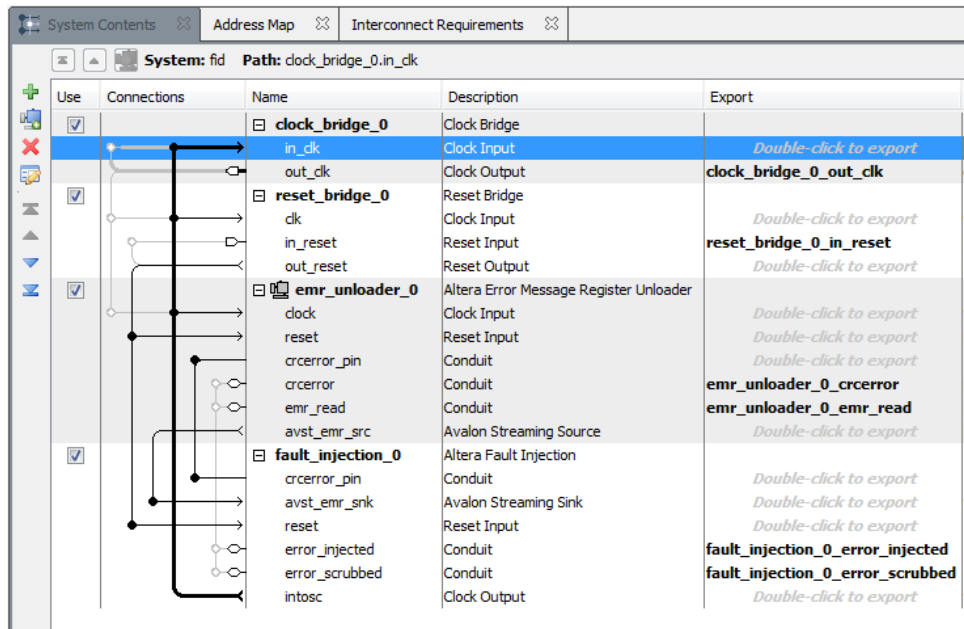 System Contents Address Map Interconnect Requirements
System: fid Path: clock_bridge_0.in_clk
Use Connections Name Description Export
clock_bridge_0 Clock Bridge
in_clk Clock Input Double-click to export
out_clk Clock Output clock_bridge_0_out_clk
reset_bridge_0 Reset Bridge
clk Clock Input Double-click to export
in_reset Reset Input reset_bridge_0_in_reset
out_reset Reset Output Double-click to export
emr_unloader_0 Altera Error Message Register Unloader
clock Clock Input Double-click to export
reset Reset Input Double-click to export
crcerror_pin Conduit Double-click to export
crcerror Conduit emr_unloader_0_crcerror
emr_read Conduit emr_unloader_0_emr_read
avst_emr_src Avalon Streaming Source Double-click to export
fault_injection_0 Altera Fault Injection
crcerror_pin Conduit Double-click to export
avst_emr_snk Avalon Streaming Sink Double-click to export
reset Reset Input Double-click to export
error_injected Conduit fault_injection_0_error_injected
error_scrubbed Conduit fault_injection_0_error_scrubbed
intosc Clock Output Double-click to export